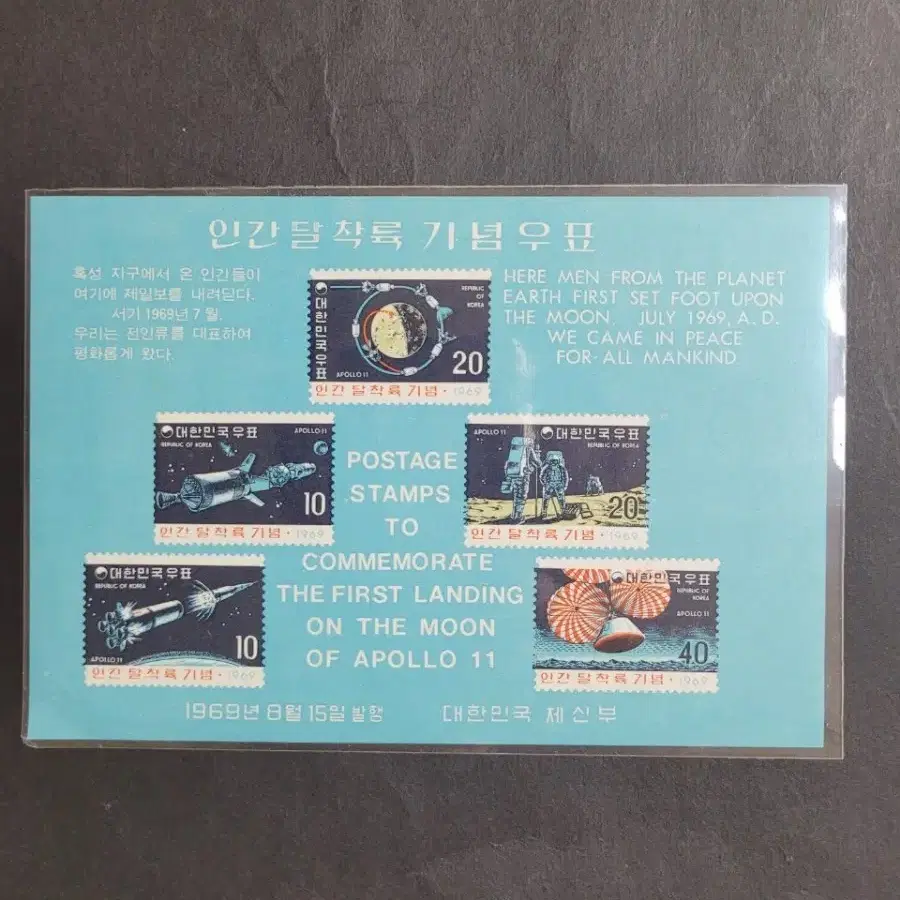 인간 달착륙 기념우표
혹성 지구에서 온 인간들이
여기에 제일보를 내려딛다.
서기 1969년 7월.
우리는 전인류를 대표하여
평화롭게 왔다.
HERE MEN FROM THE PLANET
EARTH FIRST SET FOOT UPON
THE MOON, JULY 1969, A.D.
WE CAME IN PEACE
FOR ALL MANKIND
대한민국우표
REPUBLIC OF KOREA
APOLLO 11
20
인간 달착륙 기념 · 1969
대한민국우표
APOLLO 11
REPUBLIC OF KOREA
10
인간 달착륙 기념 · 1969
APOLLO 11
대한민국우표
REPUBLIC OF KOREA
20
인간 달착륙 기념 · 1969
POSTAGE
STAMPS
TO
COMMEMORATE
THE FIRST LANDING
ON THE MOON
OF APOLLO 11
대한민국우표
REPUBLIC OF KOREA
APOLLO 11
10
인간 달착륙 기념 · 1969
대한민국우표
REPUBLIC OF KOREA
APOLLO 11
40
인간 달착륙 기념 · 1969
1969년 8월 15일 발행
대한민국 체신부